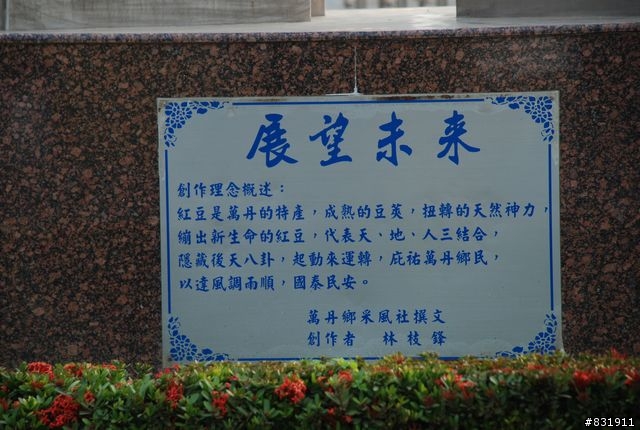 展望未來
創作理念概述：
紅豆是萬丹的特產，成熟的豆莢，扭轉的天然神力，
繃出新生命的紅豆，代表天、地、人三結合，
隱藏後天八卦，起動來運轉，庇祐萬丹鄉民，
以達風調雨順，國泰民安。
萬丹鄉采風社撰文
創作者 林枝鋒
#831911